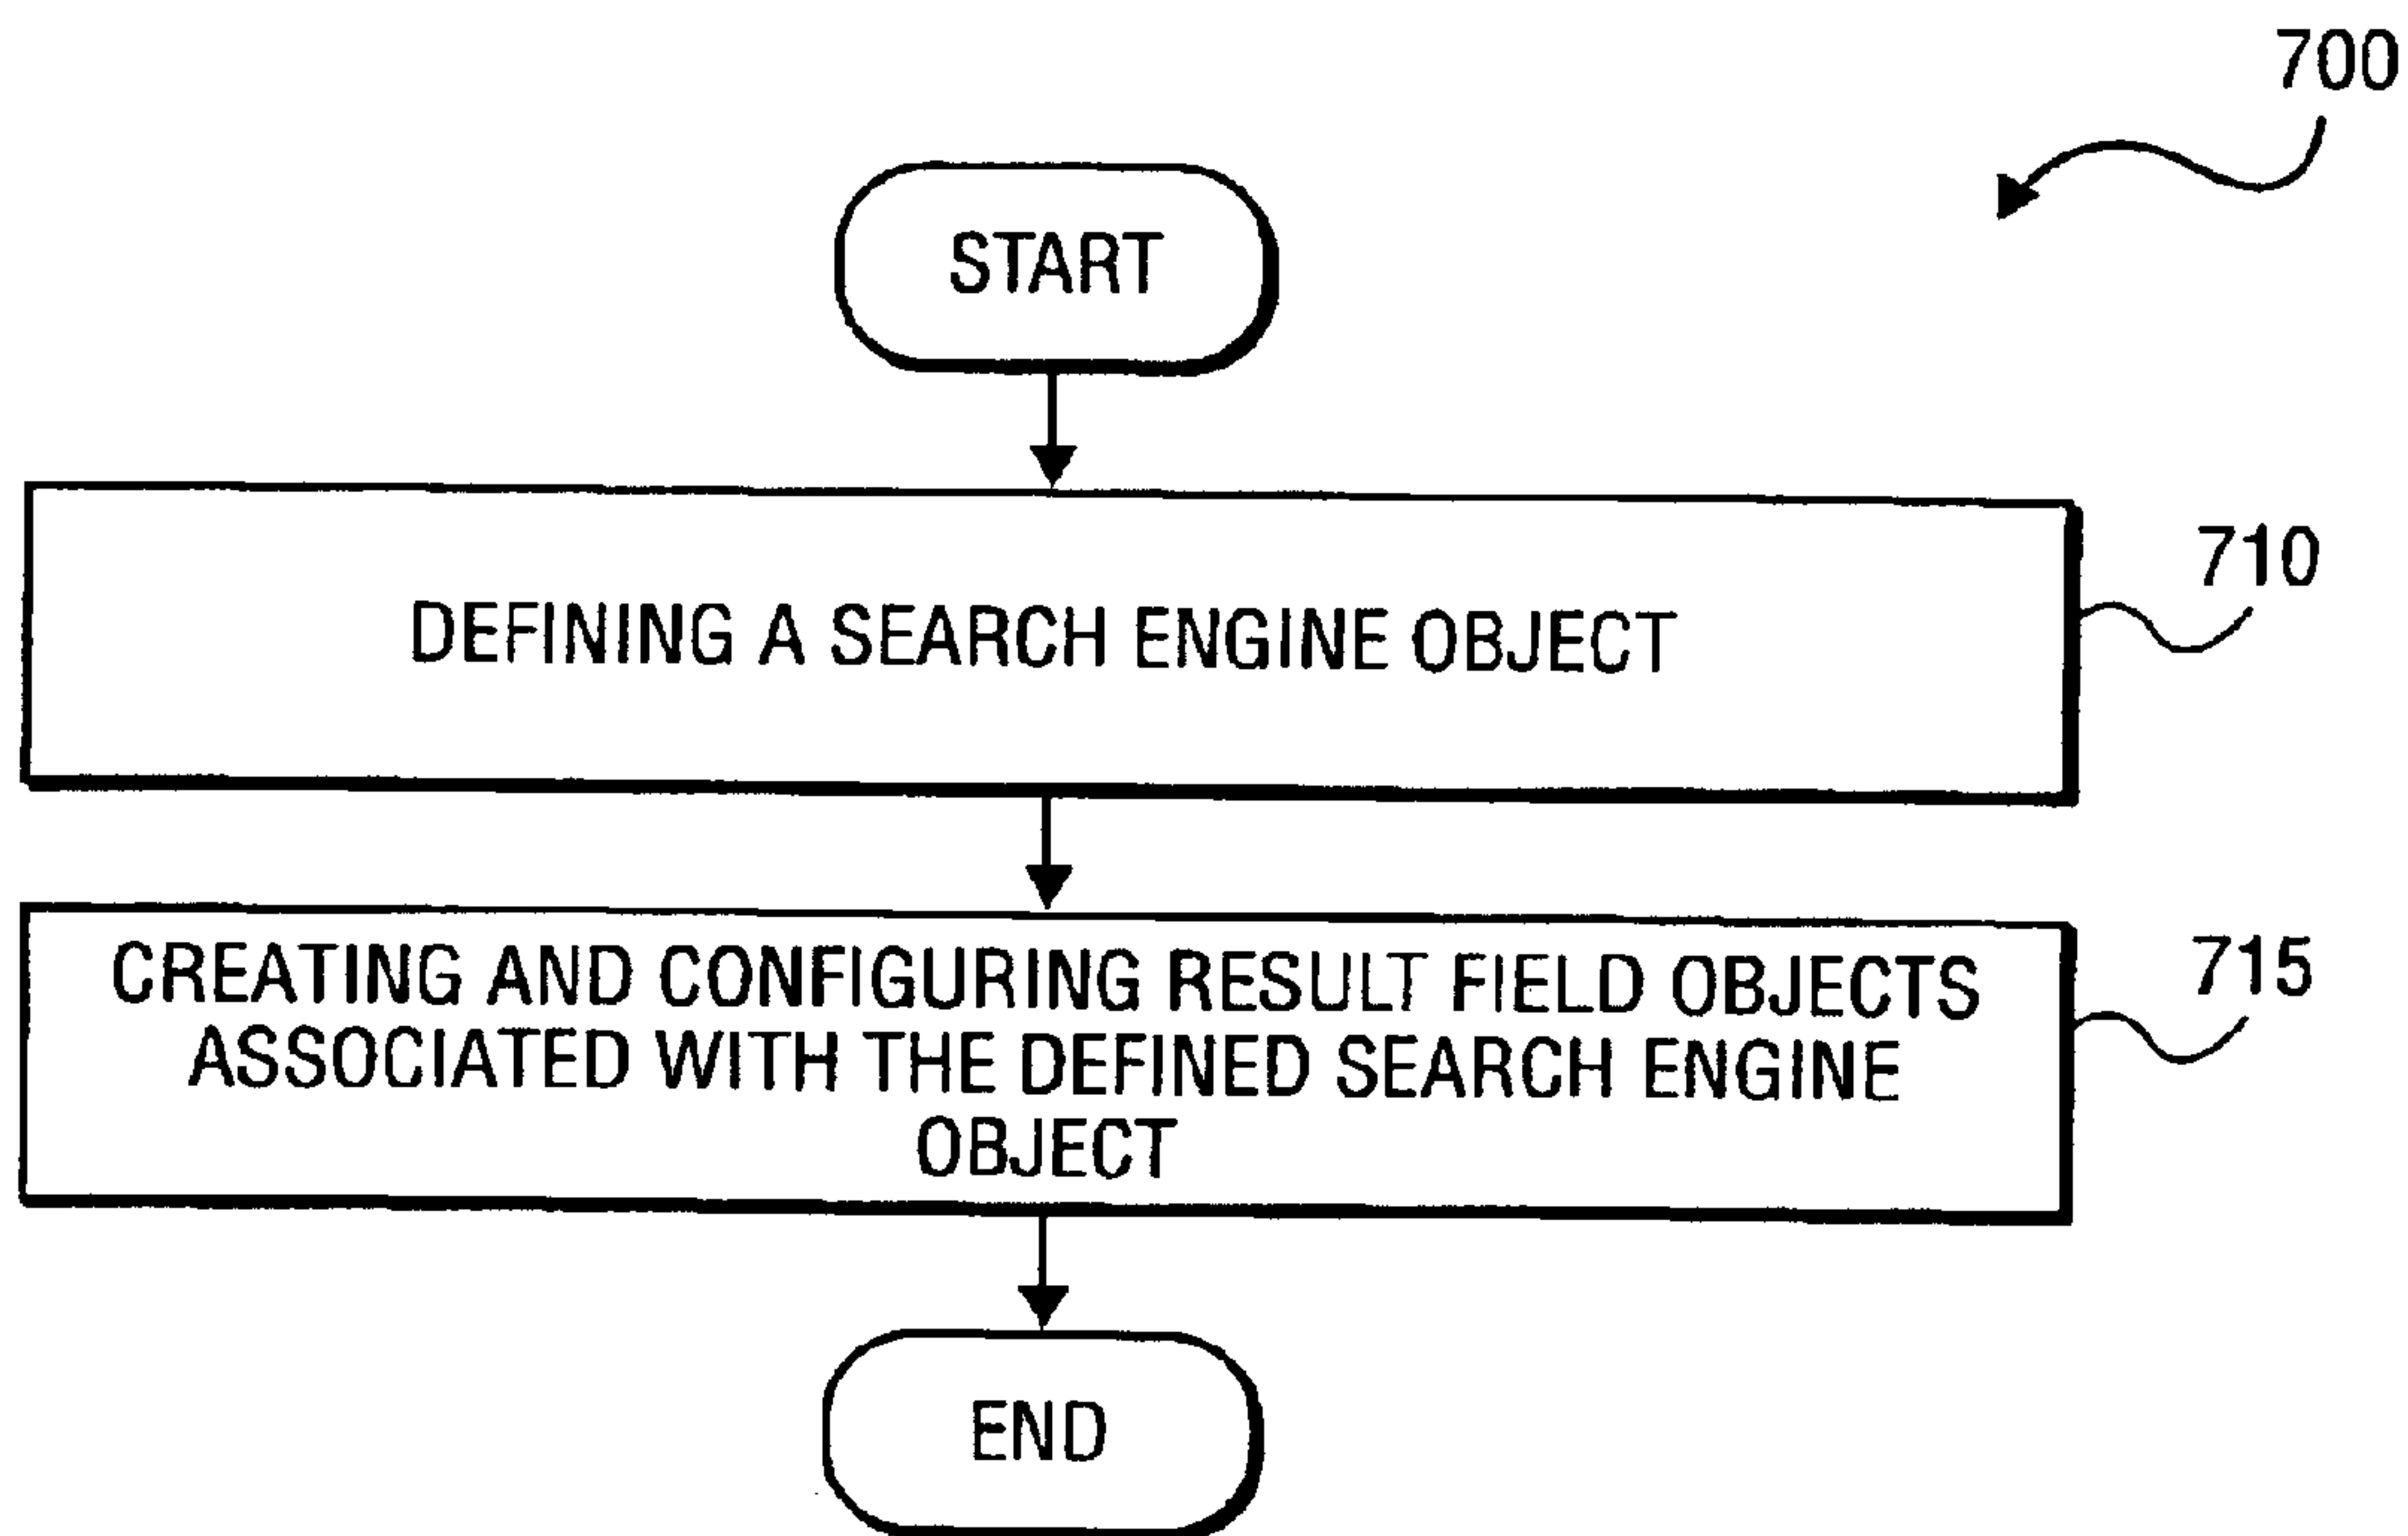 700
START
DEFINING A SEARCH ENGINE OBJECT
710
CREATING AND CONFIGURING RESULT FIELD OBJECTS
ASSOCIATED WITH THE DEFINED SEARCH ENGINE
OBJECT
715
END